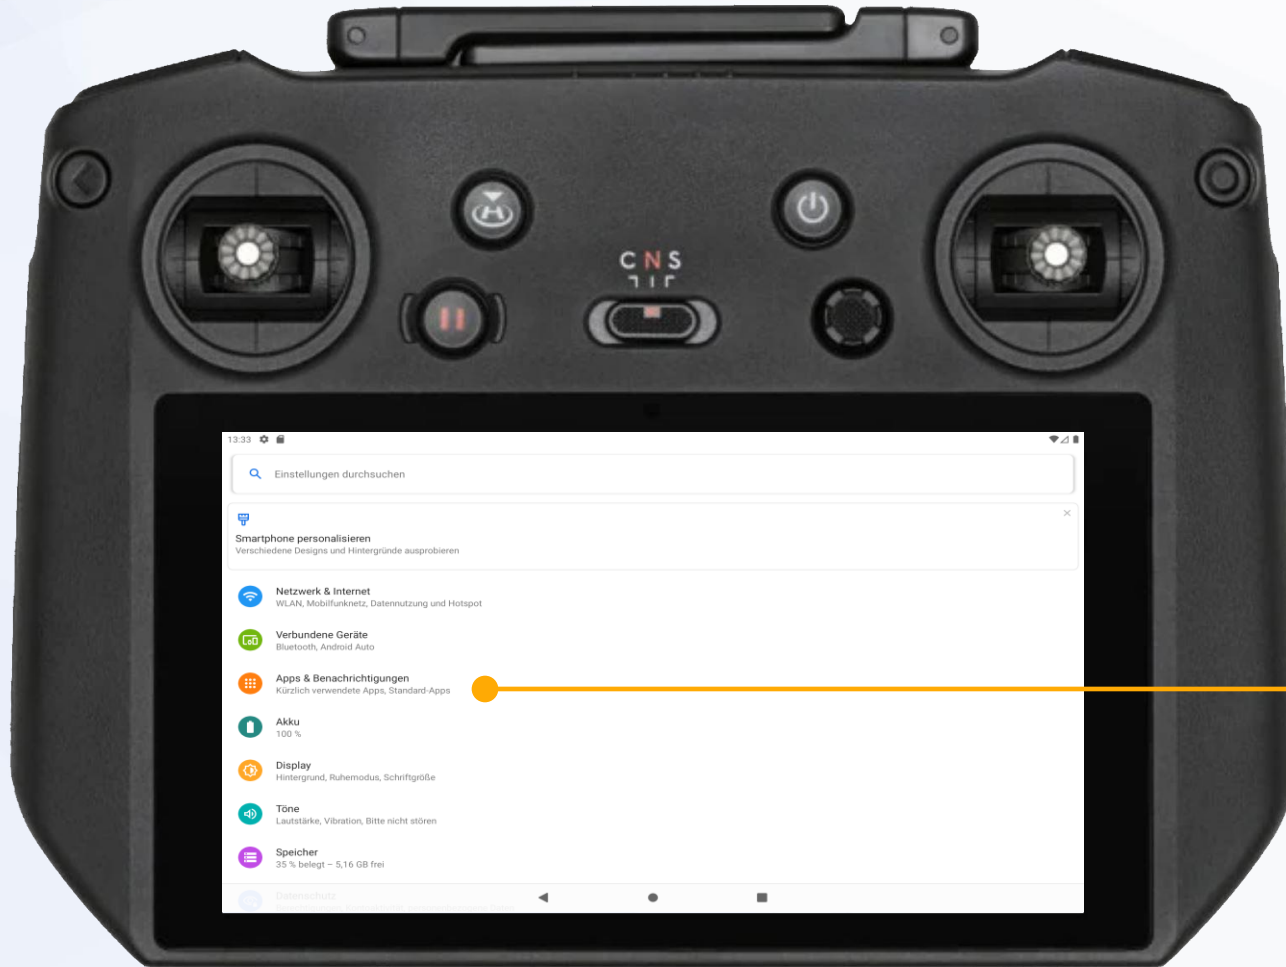 C N S
13:33
Einstellungen durchsuchen
Smartphone personalisieren
Verschiedene Designs und Hintergründe ausprobieren
Netzwerk & Internet
WLAN, Mobilfunknetz, Datennutzung und Hotspot
Verbundene Geräte
Bluetooth, Android Auto
Apps & Benachrichtigungen
Kürzlich verwendete Apps, Standard-Apps
Akku
100 %
Display
Hintergrund, Ruhemodus, Schriftgröße
Töne
Lautstärke, Vibration, Bitte nicht stören
Speicher
35 % belegt – 5,16 GB frei
Datenschutz